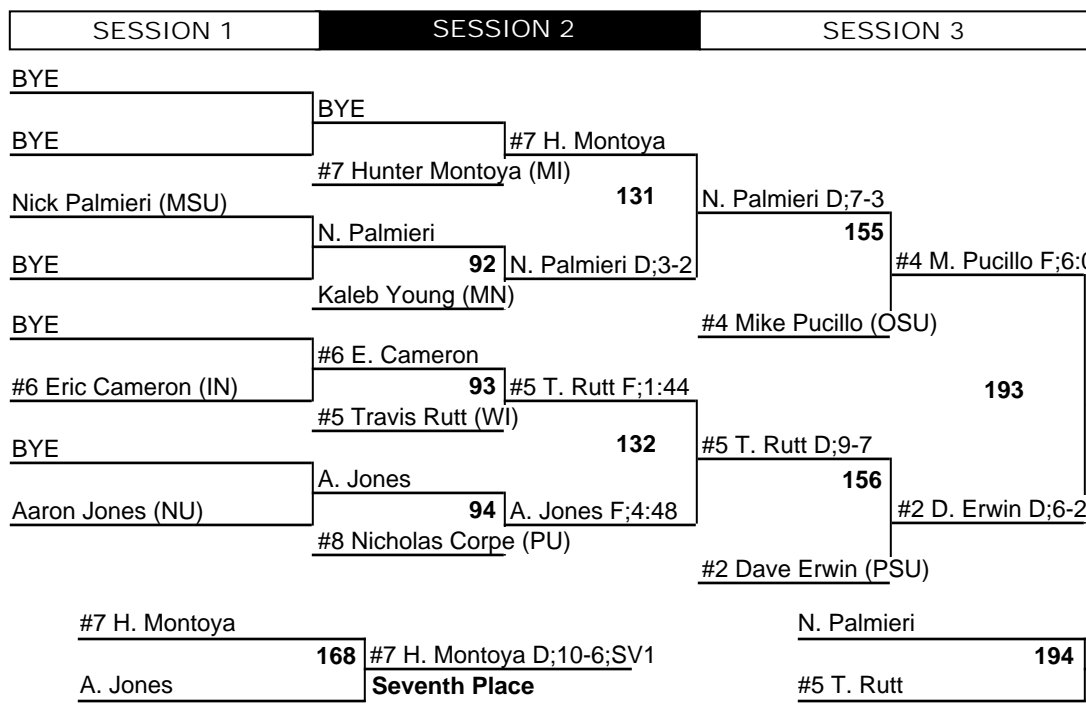 SESSION 1 SESSION 2 SESSION 3
BYE
BYE
BYE
#7 H. Montoya
#7 Hunter Montoya (MI)
131
Nick Palmieri (MSU)
N. Palmieri D;7-3
N. Palmieri
155
BYE
92
N. Palmieri D;3-2
#4 M. Pucillo F;6:0
Kaleb Young (MN)
BYE
#4 Mike Pucillo (OSU)
#6 E. Cameron
#6 Eric Cameron (IN)
93
#5 T. Rutt F;1:44
193
#5 Travis Rutt (WI)
BYE
132
#5 T. Rutt D;9-7
A. Jones
156
Aaron Jones (NU)
94
A. Jones F;4:48
#2 D. Erwin D;6-2
#8 Nicholas Corpe (PU)
#2 Dave Erwin (PSU)
#7 H. Montoya
168
#7 H. Montoya D;10-6;SV1
A. Jones
Seventh Place
N. Palmieri
194
#5 T. Rutt